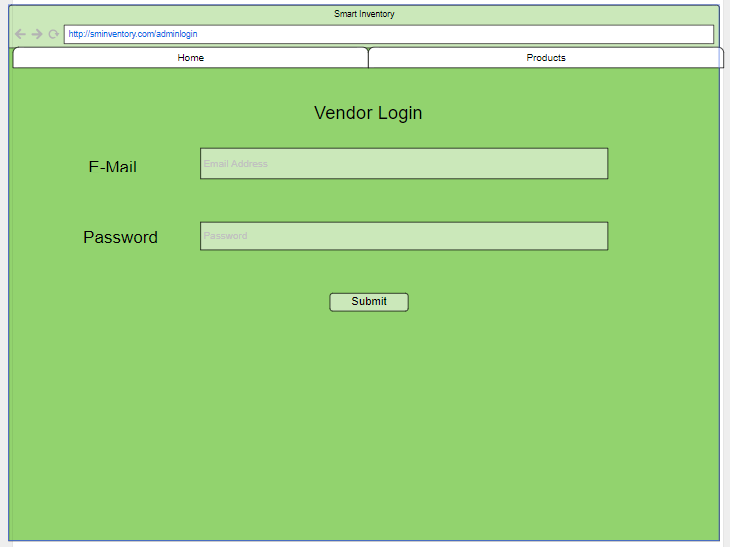 Smart Inventory
http://sminventory.com/adminlogin
Home Products
Vendor Login
E-Mail Email Address
Password Password
Submit